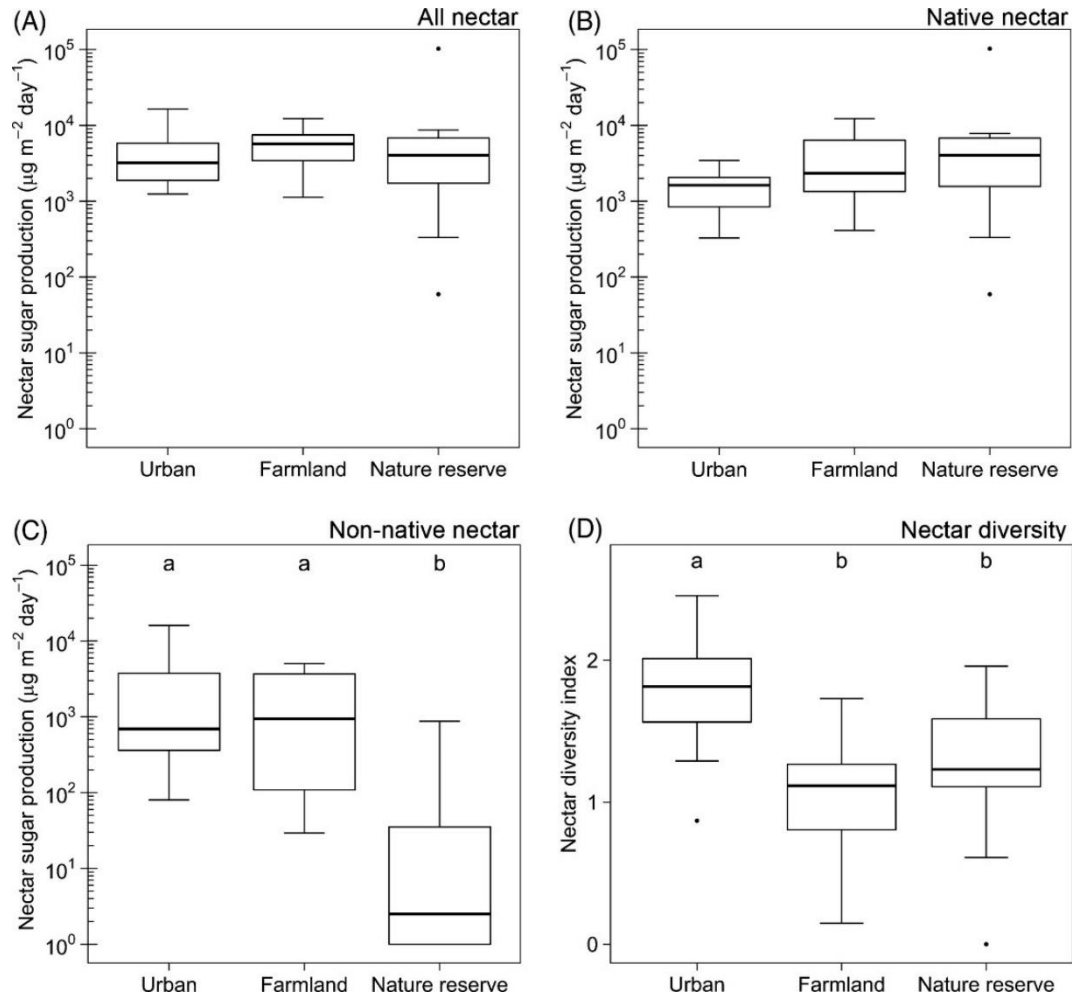 (A) All nectar
Nectar sugar production (µg m⁻² day⁻¹)
10⁵
10⁴
10³
10²
10¹
10⁰
Urban Farmland Nature reserve
(B) Native nectar
Nectar sugar production (µg m⁻² day⁻¹)
10⁵
10⁴
10³
10²
10¹
10⁰
Urban Farmland Nature reserve
(C) Non-native nectar
a a b
Nectar sugar production (µg m⁻² day⁻¹)
10⁵
10⁴
10³
10²
10¹
10⁰
Urban Farmland Nature reserve
(D) Nectar diversity
a b b
Nectar diversity index
2
1
0
Urban Farmland Nature reserve